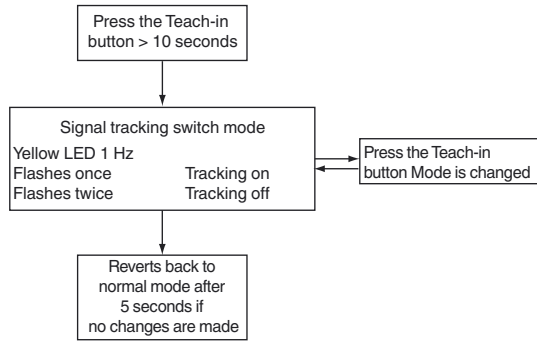 Press the Teach-in
button > 10 seconds
Signal tracking switch mode
Yellow LED 1 Hz
Flashes once Tracking on
Flashes twice Tracking off
Press the Teach-in
button Mode is changed
Reverts back to
normal mode after
5 seconds if
no changes are made